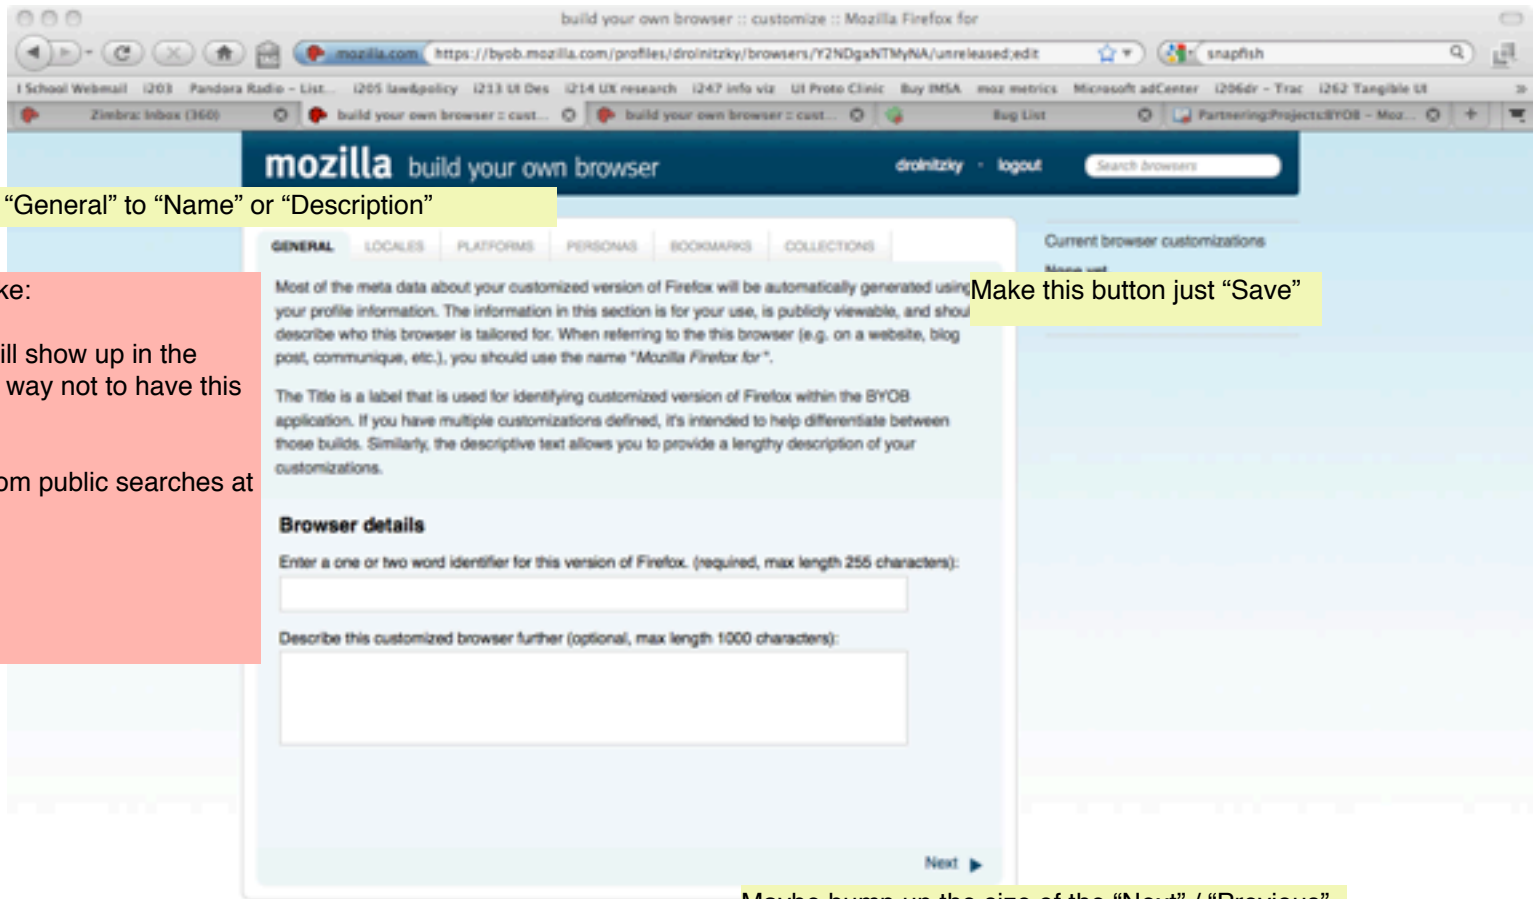 build your own browser :: customize :: Mozilla Firefox for
mozilla.com https://byob.mozilla.com/profiles/drolnitzky/browsers/Y2NDgxNTMyNA/unreleased;edit snapfish
I School Webmail i203 Pandora Radio - List... i205 law&policy i213 UI Des i214 UX research i247 info viz UI Proto Clinic Buy IMSA moz metrics Microsoft adCenter i206dr - Trac i262 Tangible UI
Zimbra: Inbox (360) build your own browser :: cust... build your own browser :: cust... Bug List Partnering:Projects:BYOB - Moz...
mozilla build your own browser drolnitzky · logout Search browsers
“General” to “Name” or “Description”
GENERAL LOCALES PLATFORMS PERSONAS BOOKMARKS COLLECTIONS
Current browser customizations
None yet
Make this button just “Save”
Most of the meta data about your customized version of Firefox will be automatically generated using
your profile information. The information in this section is for your use, is publicly viewable, and shou
describe who this browser is tailored for. When referring to the this browser (e.g. on a website, blog
post, communique, etc.), you should use the name "Mozilla Firefox for ".
The Title is a label that is used for identifying customized version of Firefox within the BYOB
application. If you have multiple customizations defined, it's intended to help differentiate between
those builds. Similarly, the descriptive text allows you to provide a lengthy description of your
customizations.
ke:
ill show up in the
way not to have this
om public searches at
Browser details
Enter a one or two word identifier for this version of Firefox. (required, max length 255 characters):
Describe this customized browser further (optional, max length 1000 characters):
Next
Maybe bump up the size of the “Next” / “Previous”